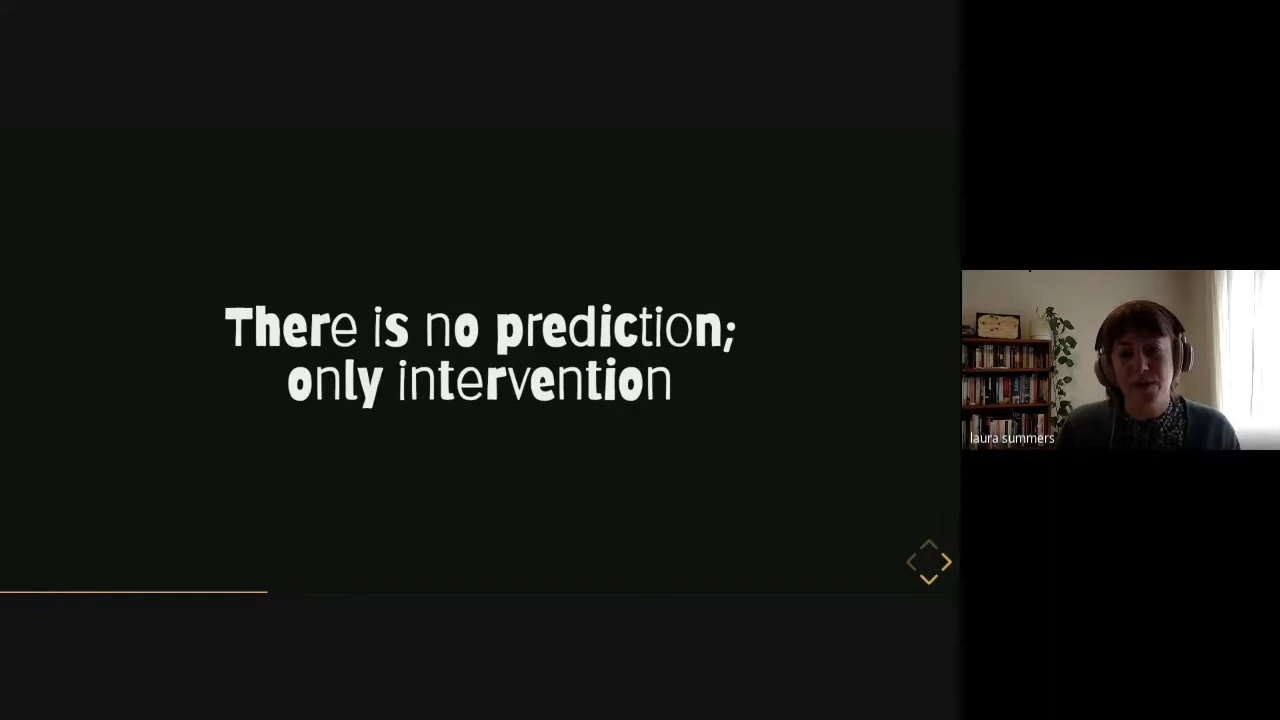 There is no prediction;
only intervention
laura summers